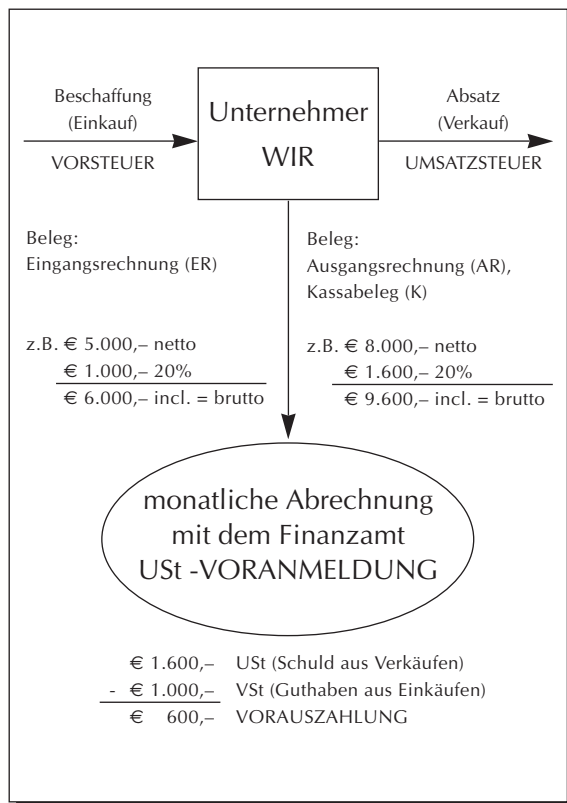 Beschaffung
(Einkauf)
VORSTEUER
Unternehmer
WIR
Absatz
(Verkauf)
UMSATZSTEUER
Beleg:
Eingangsrechnung (ER)
z.B. € 5.000,– netto
€ 1.000,– 20%
€ 6.000,– incl. = brutto
Beleg:
Ausgangsrechnung (AR),
Kassabeleg (K)
z.B. € 8.000,– netto
€ 1.600,– 20%
€ 9.600,– incl. = brutto
monatliche Abrechnung
mit dem Finanzamt
USt -VORANMELDUNG
€ 1.600,– USt (Schuld aus Verkäufen)
- € 1.000,– VSt (Guthaben aus Einkäufen)
€ 600,– VORAUSZAHLUNG